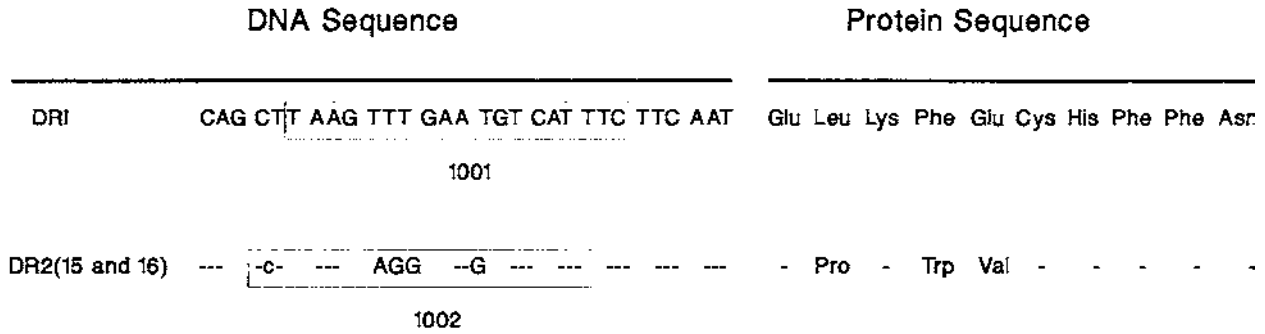 DNA Sequence Protein Sequence
DR1 CAG CTT AAG TTT GAA TGT CAT TTC TTC AAT Glu Leu Lys Phe Glu Cys His Phe Phe Asn
1001
DR2(15 and 16) --- -c- --- AGG --G --- --- --- --- --- - Pro - Trp Val - - - - -
1002